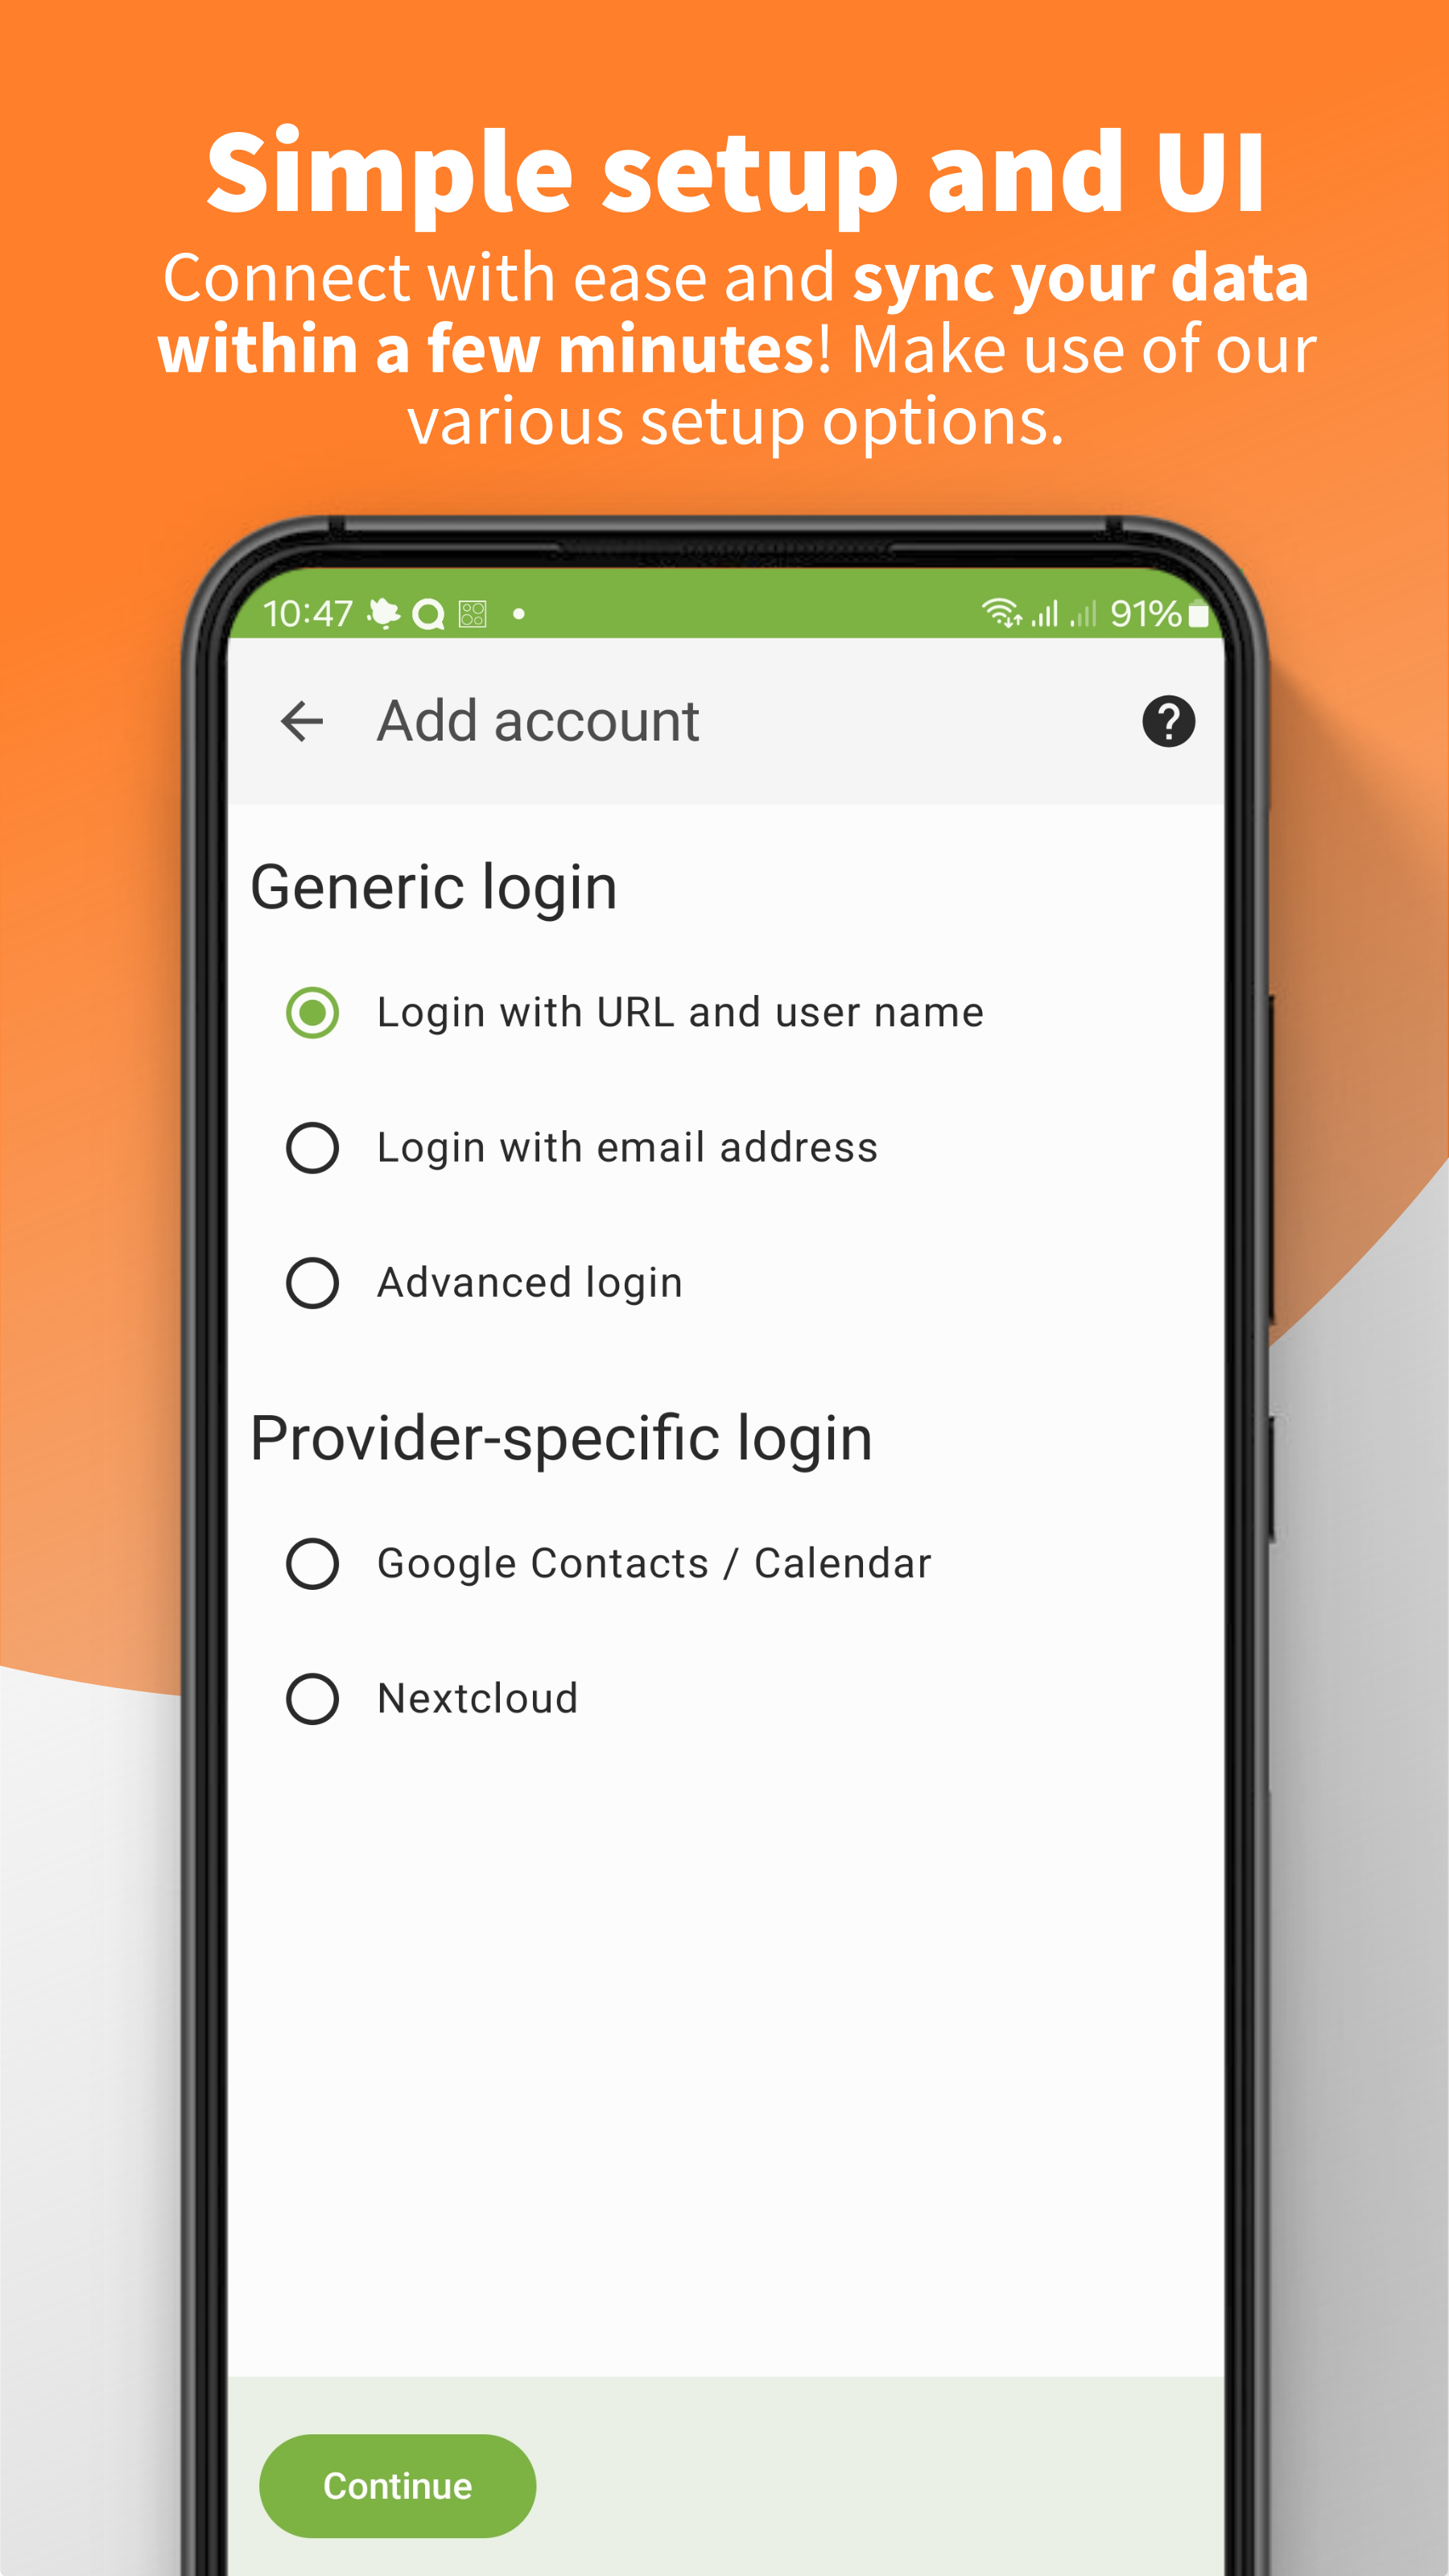 Simple setup and UI
Connect with ease and sync your data
within a few minutes! Make use of our
various setup options.
10:47 91%
Add account
Generic login
Login with URL and user name
Login with email address
Advanced login
Provider-specific login
Google Contacts / Calendar
Nextcloud
Continue